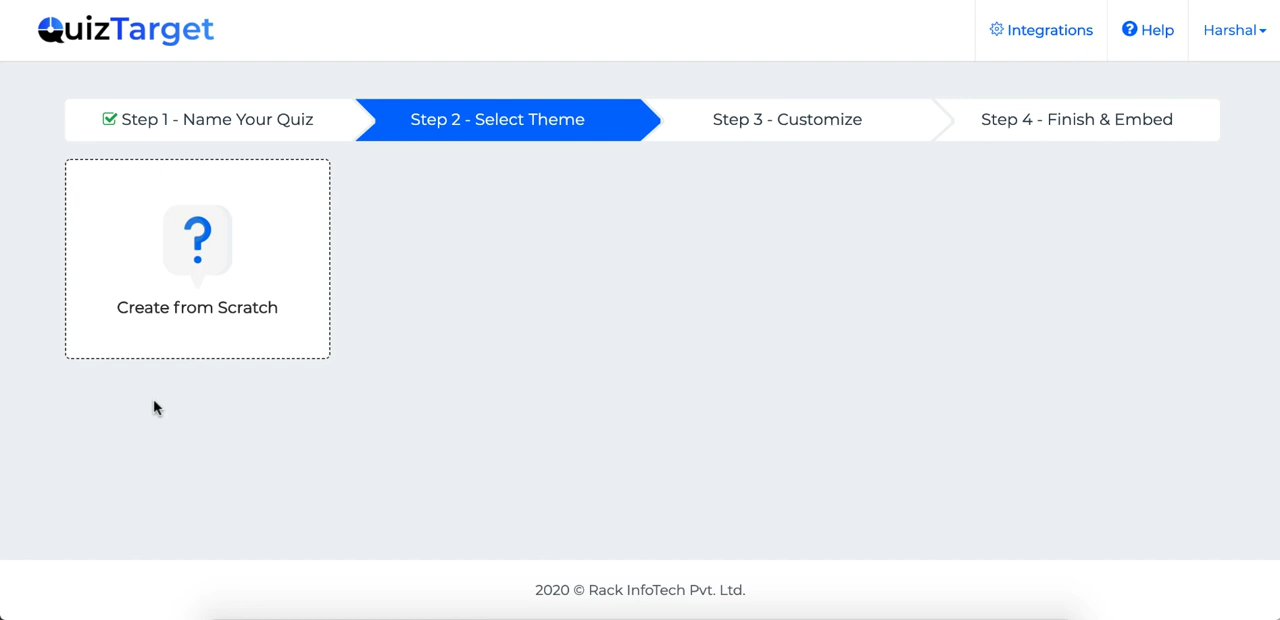 QuizTarget
Integrations
Help
Harshal
Step 1 - Name Your Quiz
Step 2 - Select Theme
Step 3 - Customize
Step 4 - Finish & Embed
?
Create from Scratch
2020 © Rack InfoTech Pvt. Ltd.